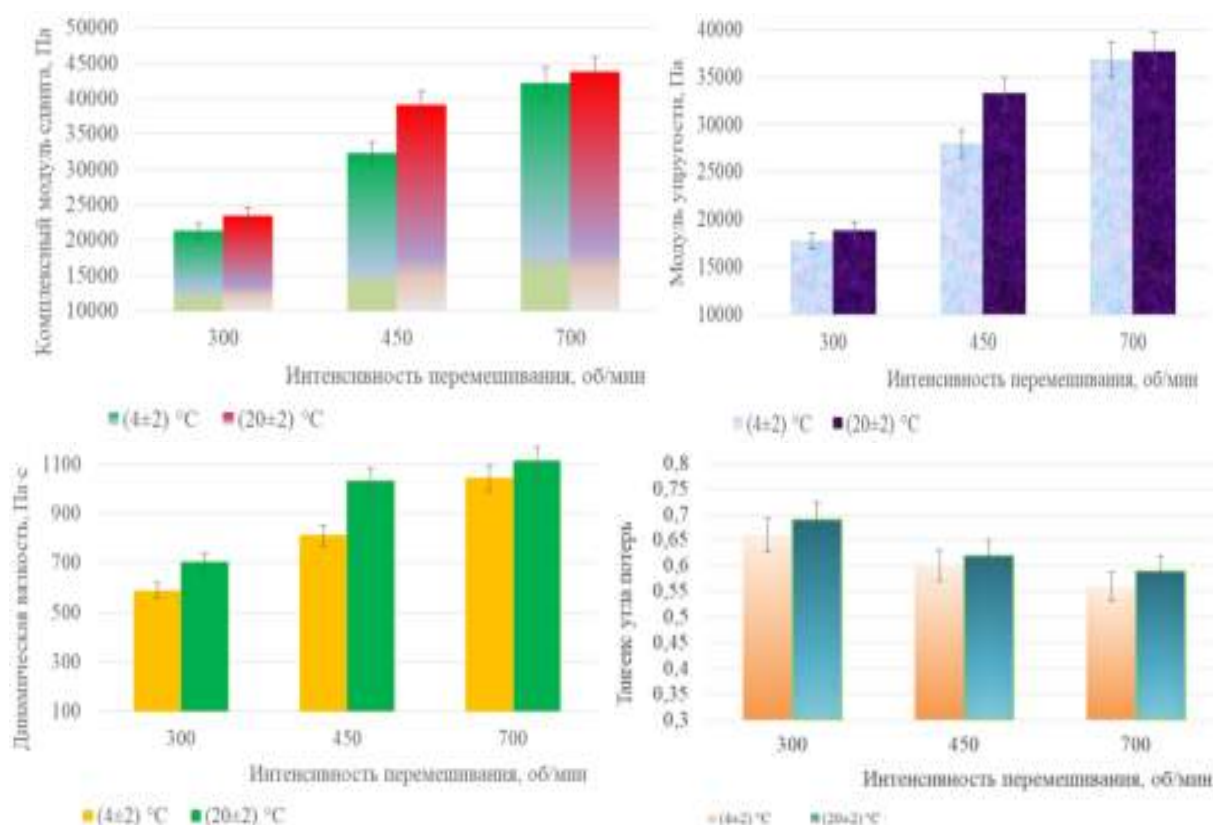 Комплексный модуль сдвига, Па
50000
45000
40000
35000
30000
25000
20000
15000
10000
300 450 700
Интенсивность перемешивания, об/мин
(4±2) °C (20±2) °C
Модуль упругости, Па
40000
35000
30000
25000
20000
15000
10000
300 450 700
Интенсивность перемешивания, об/мин
(4±2) °C (20±2) °C
Динамическая вязкость, Па·с
1100
900
700
500
300
100
300 450 700
Интенсивность перемешивания, об/мин
(4±2) °C (20±2) °C
Тангенс угла потерь
0,8
0,75
0,7
0,65
0,6
0,55
0,5
0,45
0,4
0,35
0,3
300 450 700
Интенсивность перемешивания, об/мин
(4±2) °C (20±2) °C